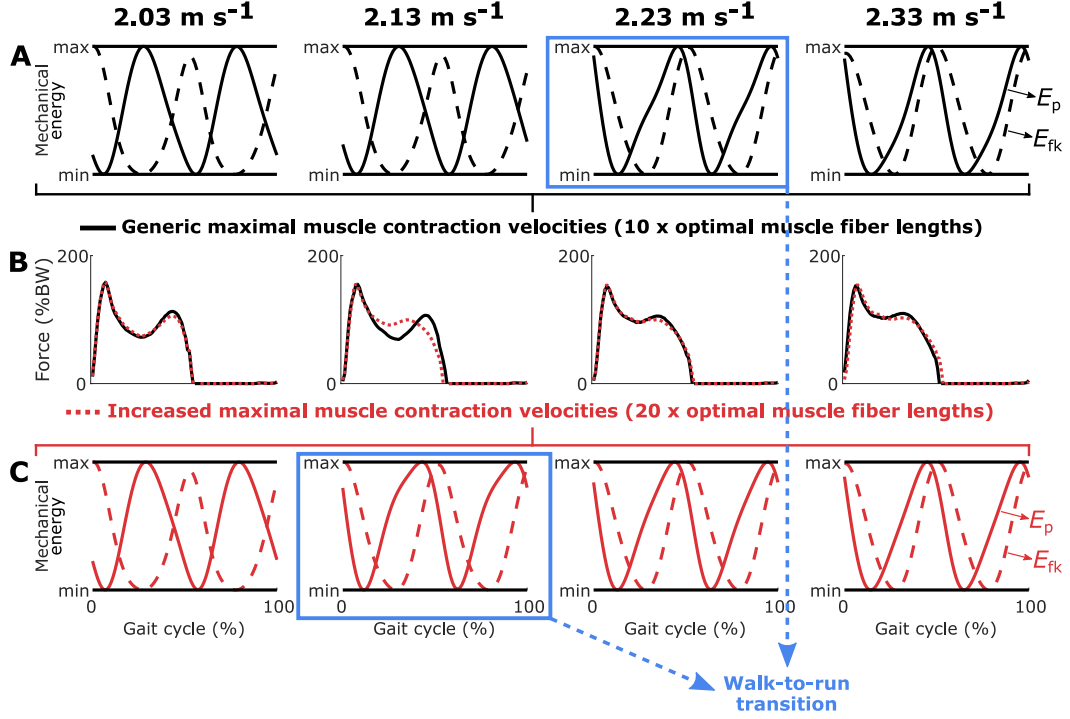 2.03 m s⁻¹ 2.13 m s⁻¹ 2.23 m s⁻¹ 2.33 m s⁻¹
A
Mechanical
energy
max max max max
min min min min
Ep
Efk
Generic maximal muscle contraction velocities (10 x optimal muscle fiber lengths)
B
Force (%BW)
200 200 200 200
0 0 0 0
Increased maximal muscle contraction velocities (20 x optimal muscle fiber lengths)
C
Mechanical
energy
max max max max
min min min min
Ep
Efk
0 100 0 100 0 100 0 100
Gait cycle (%) Gait cycle (%) Gait cycle (%) Gait cycle (%)
Walk-to-run
transition